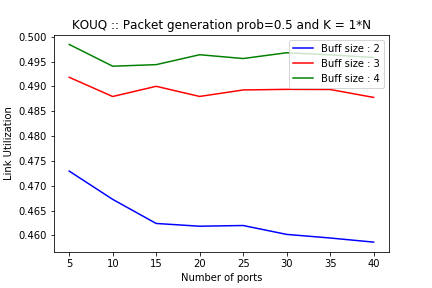 KOUQ :: Packet generation prob=0.5 and K = 1*N
0.500
0.495
0.490
0.485
0.480
0.475
0.470
0.465
0.460
Link Utilization
Buff size : 2
Buff size : 3
Buff size : 4
5 10 15 20 25 30 35 40
Number of ports